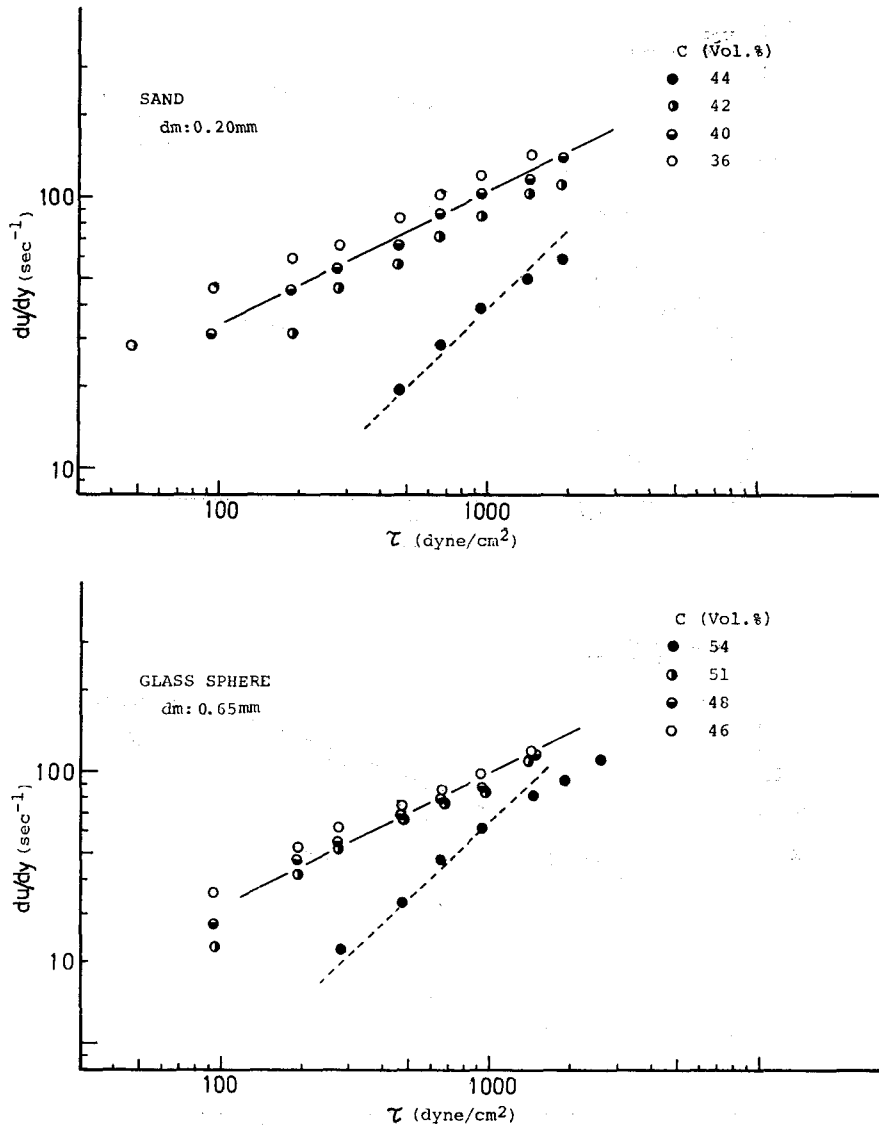 C (Vol.%)
44
SAND
42
dm:0.20mm
40
36
100
du/dy (sec⁻¹)
10
100
1000
τ (dyne/cm²)
C (Vol.%)
54
51
GLASS SPHERE
48
dm:0.65mm
46
100
du/dy (sec⁻¹)
10
100
1000
τ (dyne/cm²)